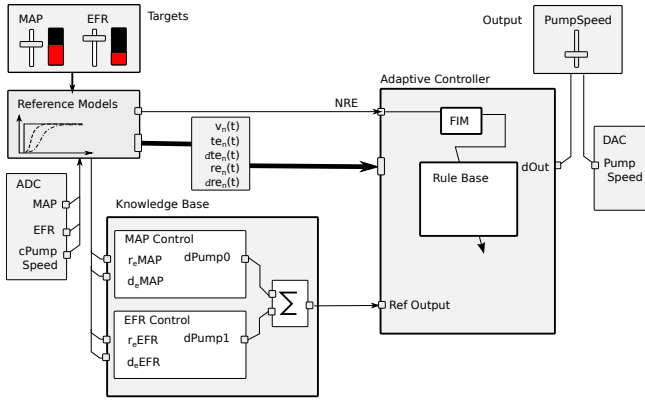 Targets
MAP EFR
Output
PumpSpeed
Reference Models
NRE
Adaptive Controller
FIM
vn(t)
ten(t)
dten(t)
ren(t)
dren(t)
DAC
Pump
Speed
dOut
Rule Base
ADC
MAP
EFR
cPump
Speed
Knowledge Base
MAP Control
reMAP
deMAP
dPump0
∑
Ref Output
EFR Control
reEFR
deEFR
dPump1